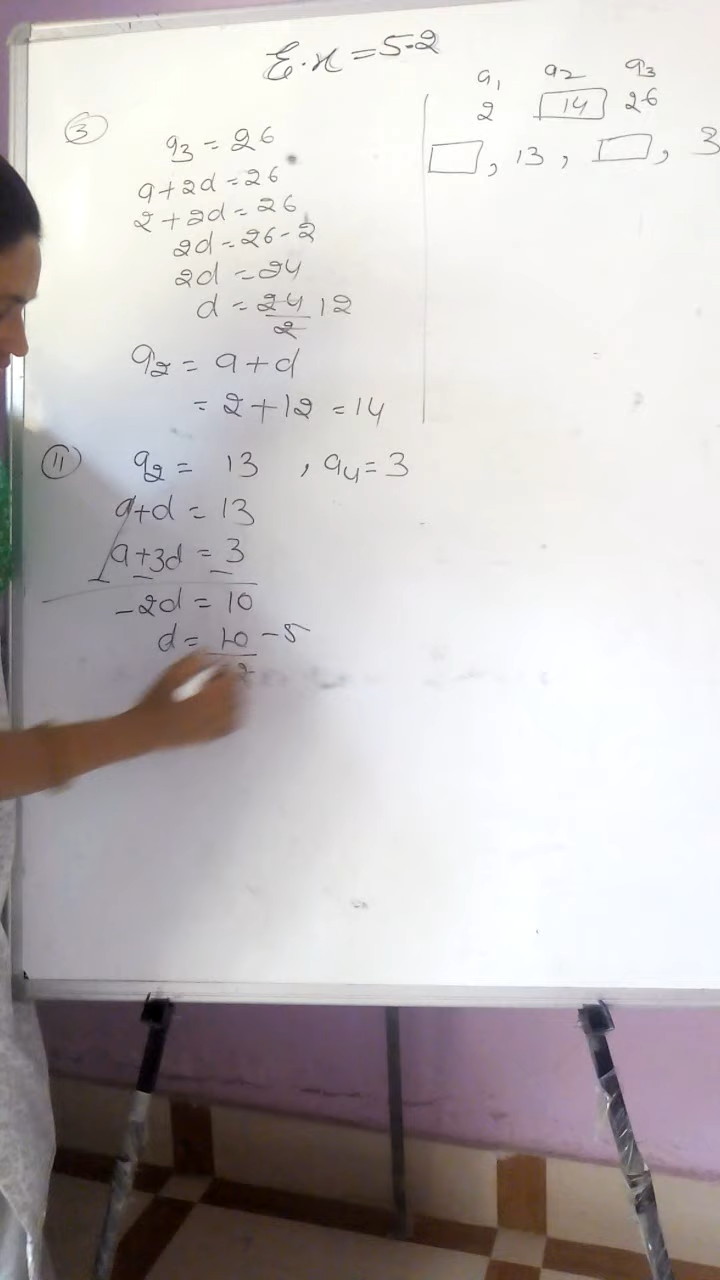 E.x = 5.2
3
a3 = 26
a+2d = 26
2+2d = 26
2d = 26-2
2d = 24
d = 24/2 12
a2 = a+d
= 2+12 = 14
a1 a2 a3
2 14 26
, 13, , 3
11
a2 = 13 , a4 = 3
a+d = 13
a+3d = 3
-2d = 10
d = 10 -5